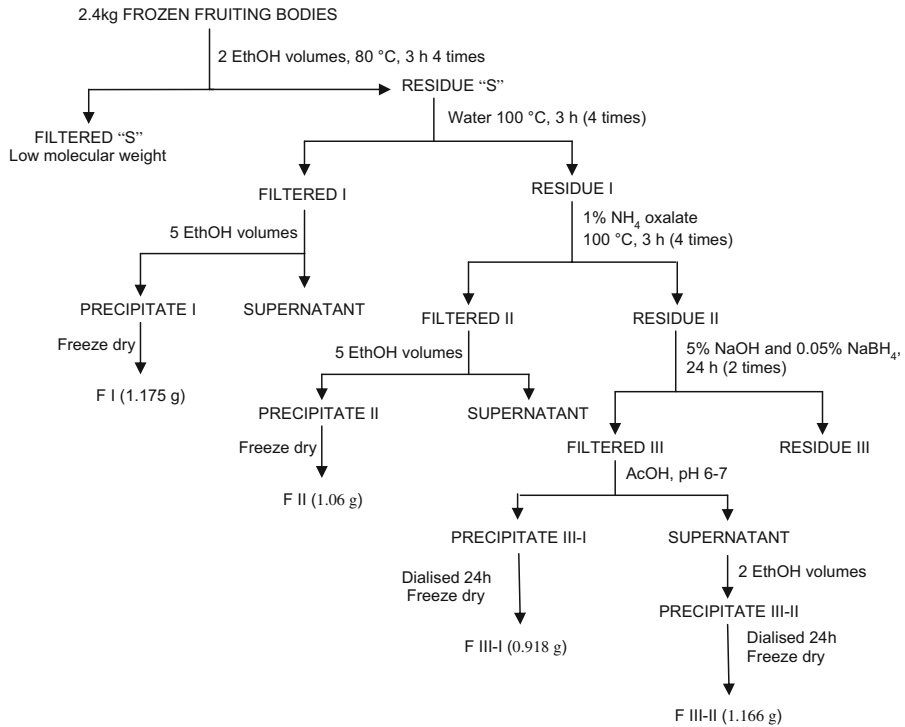 2.4kg FROZEN FRUITING BODIES
2 EthOH volumes, 80 °C, 3 h 4 times
RESIDUE “S”
FILTERED “S”
Low molecular weight
Water 100 °C, 3 h (4 times)
FILTERED I
RESIDUE I
5 EthOH volumes
1% NH4 oxalate
100 °C, 3 h (4 times)
PRECIPITATE I
SUPERNATANT
FILTERED II
RESIDUE II
Freeze dry
5 EthOH volumes
5% NaOH and 0.05% NaBH4,
24 h (2 times)
F I (1.175 g)
PRECIPITATE II
SUPERNATANT
Freeze dry
FILTERED III
RESIDUE III
AcOH, pH 6-7
F II (1.06 g)
PRECIPITATE III-I
SUPERNATANT
Dialised 24h
Freeze dry
2 EthOH volumes
PRECIPITATE III-II
F III-I (0.918 g)
Dialised 24h
Freeze dry
F III-II (1.166 g)